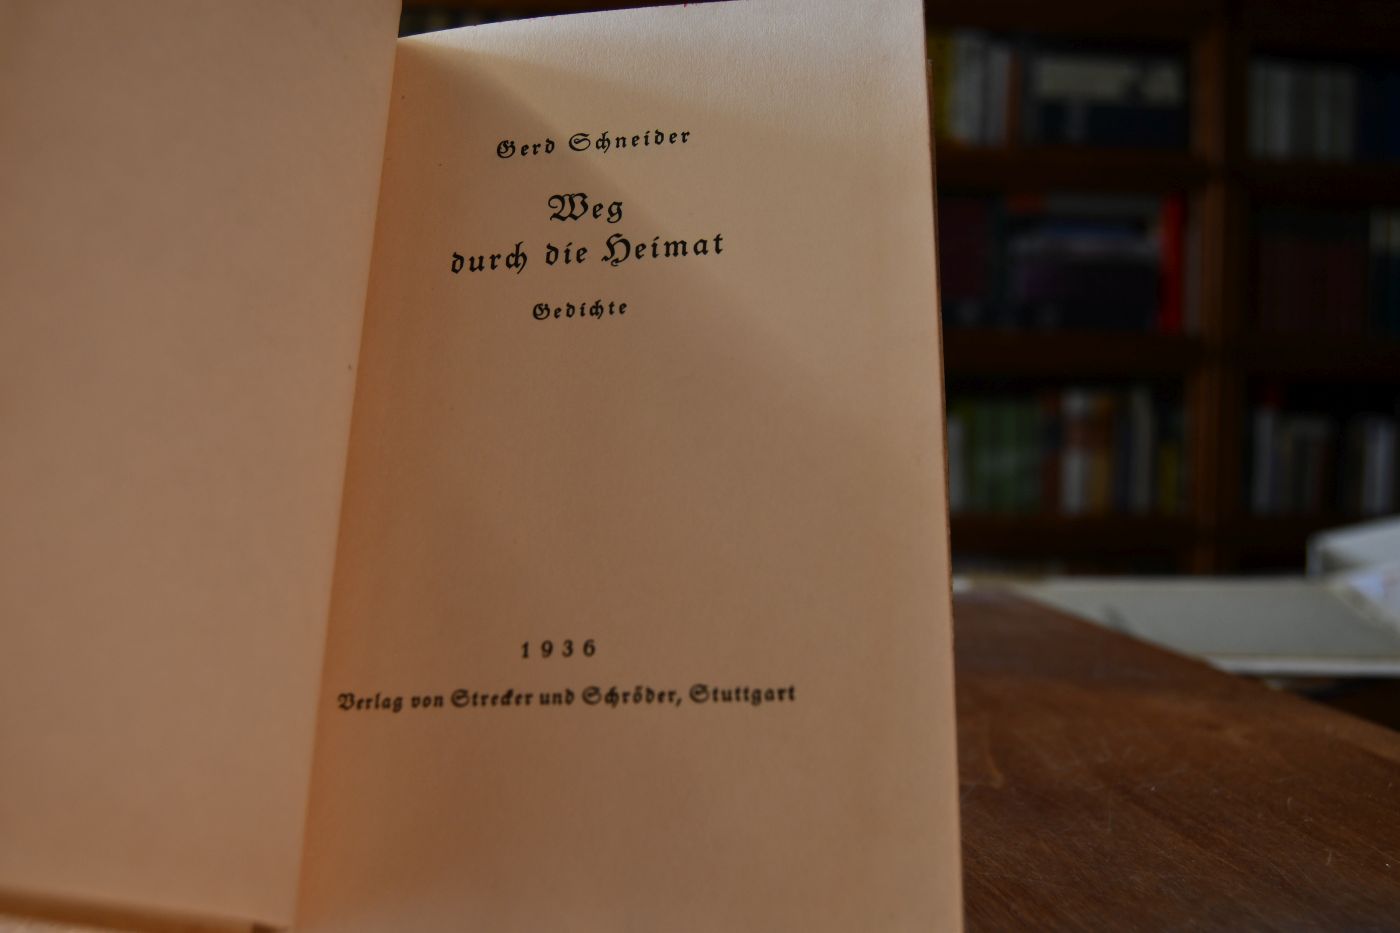 Gerd Schneider
Weg
durch die Heimat
Gedichte
1936
Verlag von Strecker und Schröder, Stuttgart